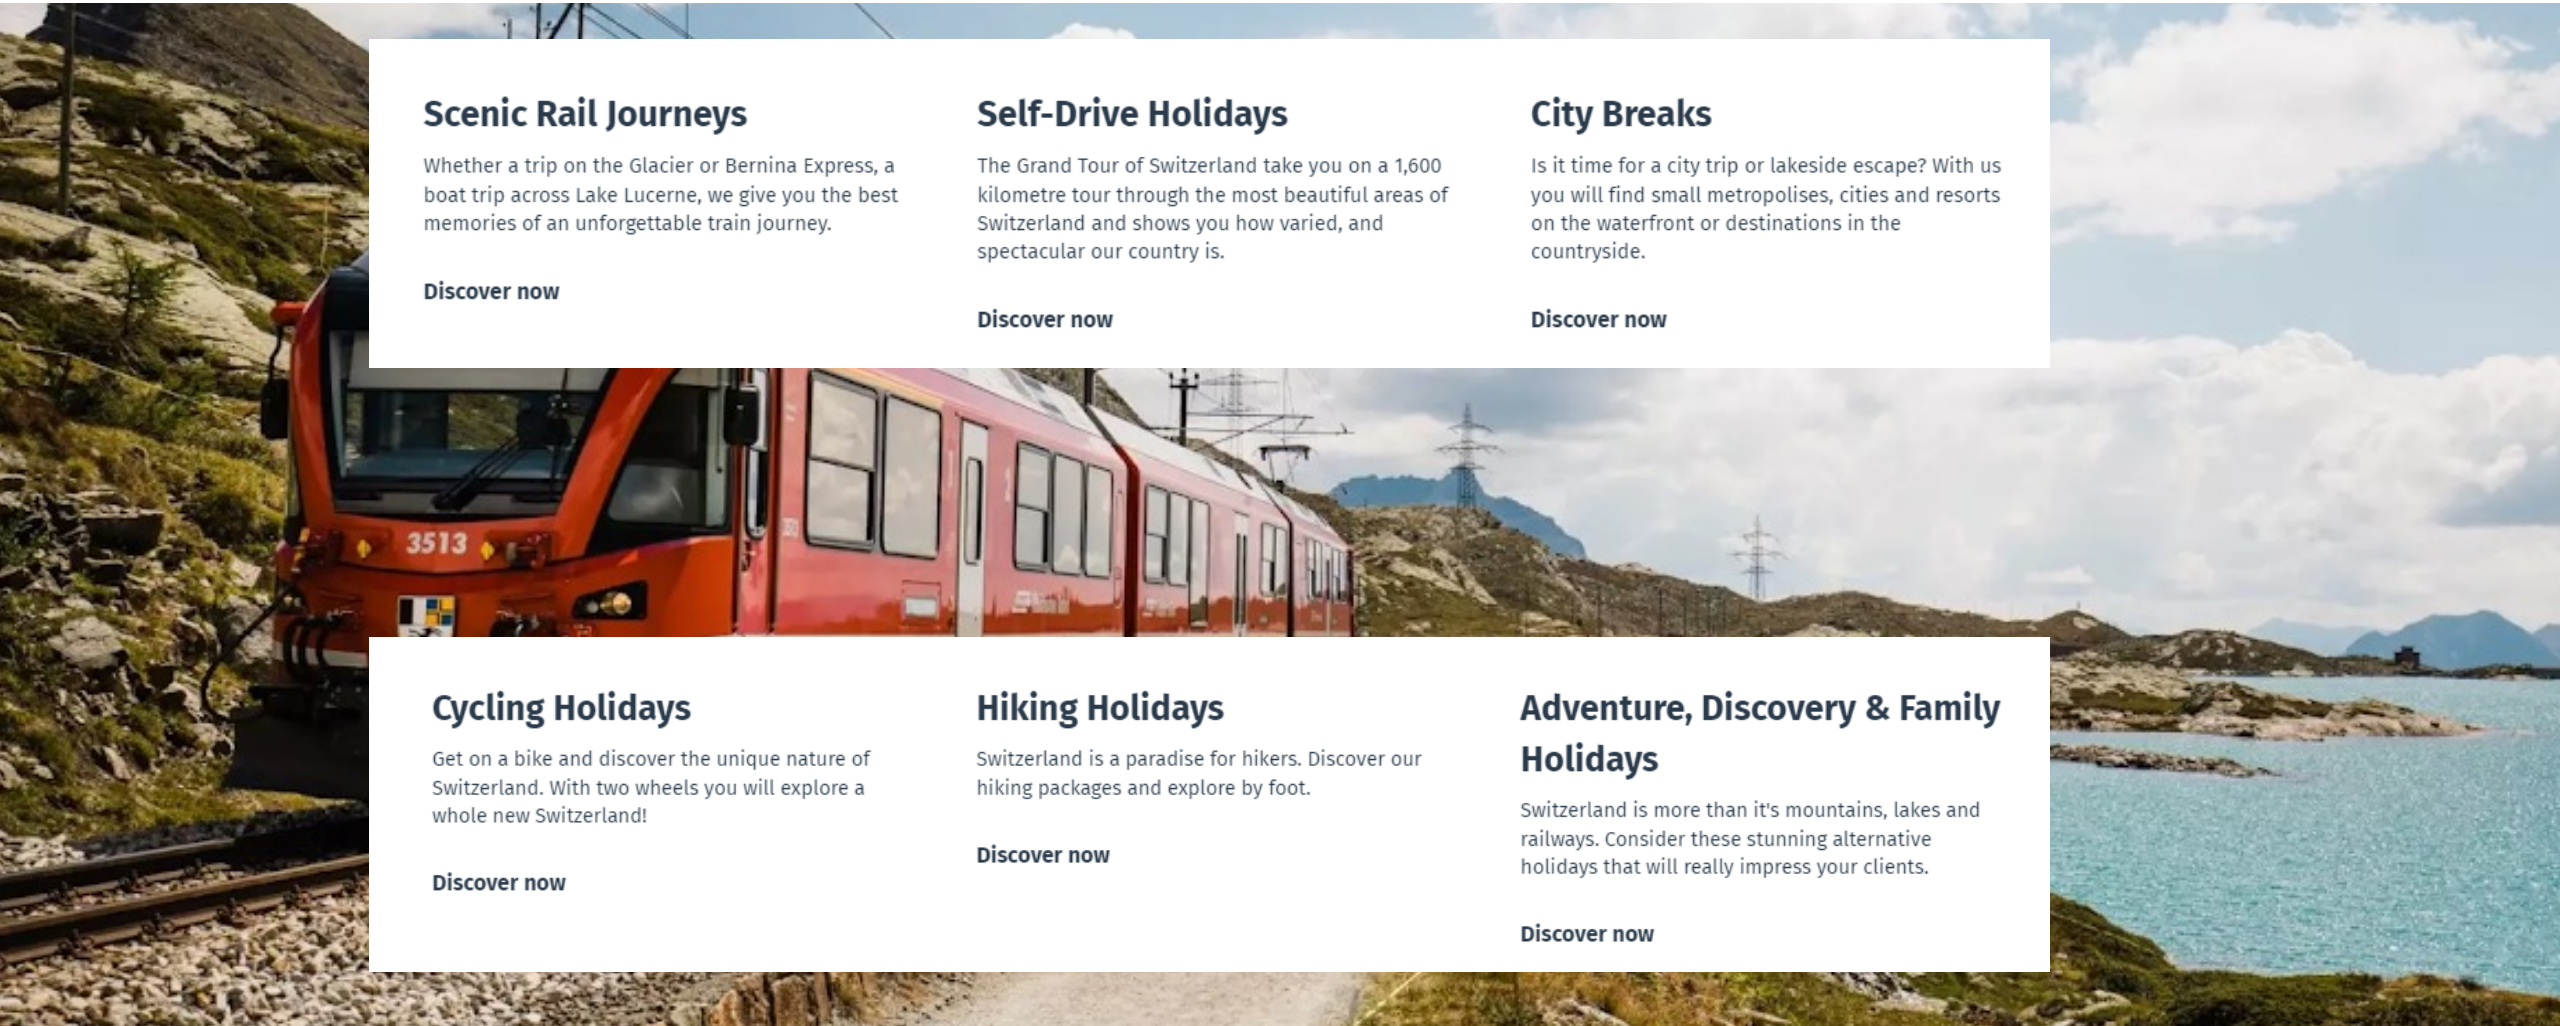 Scenic Rail Journeys
Whether a trip on the Glacier or Bernina Express, a
boat trip across Lake Lucerne, we give you the best
memories of an unforgettable train journey.
Discover now
Self-Drive Holidays
The Grand Tour of Switzerland take you on a 1,600
kilometre tour through the most beautiful areas of
Switzerland and shows you how varied, and
spectacular our country is.
Discover now
City Breaks
Is it time for a city trip or lakeside escape? With us
you will find small metropolises, cities and resorts
on the waterfront or destinations in the
countryside.
Discover now
3513
Cycling Holidays
Get on a bike and discover the unique nature of
Switzerland. With two wheels you will explore a
whole new Switzerland!
Discover now
Hiking Holidays
Switzerland is a paradise for hikers. Discover our
hiking packages and explore by foot.
Discover now
Adventure, Discovery & Family
Holidays
Switzerland is more than it's mountains, lakes and
railways. Consider these stunning alternative
holidays that will really impress your clients.
Discover now